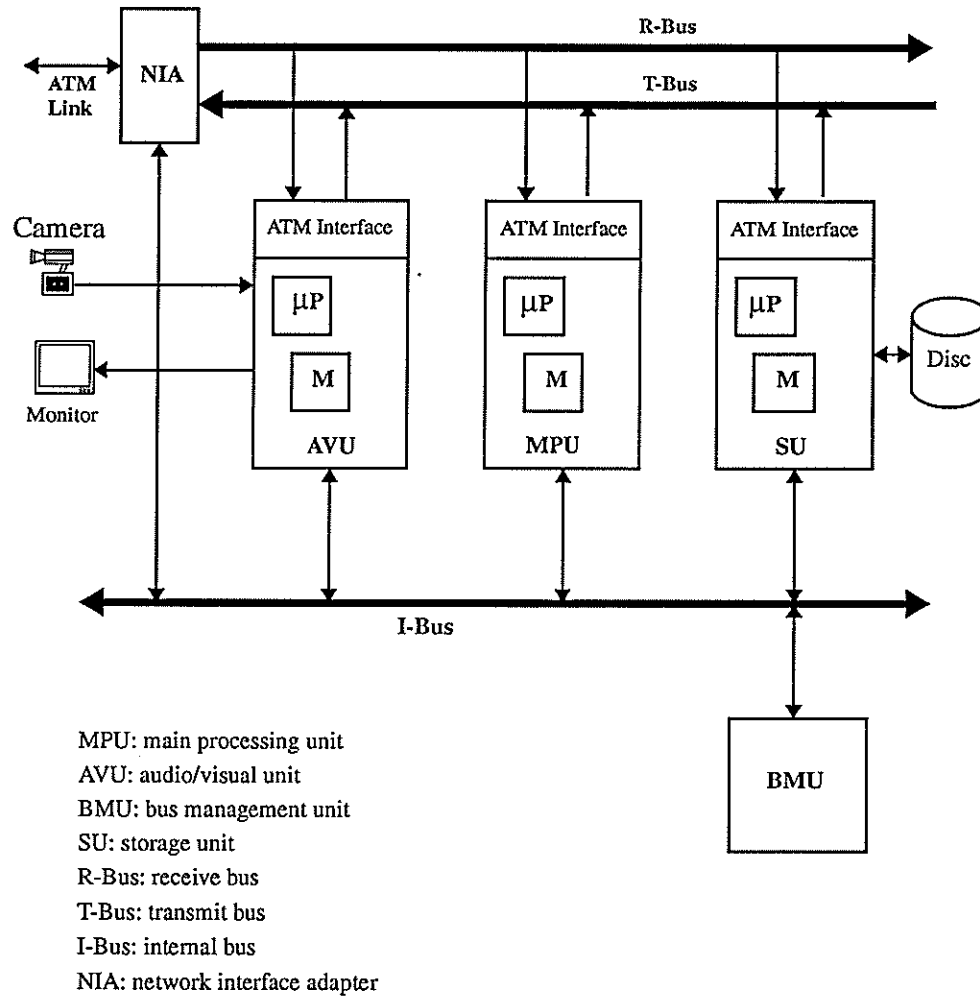 R-Bus
NIA
ATM
Link
T-Bus
Camera
ATM Interface
ATM Interface
ATM Interface
μP
μP
μP
M
M
M
Disc
Monitor
AVU
MPU
SU
I-Bus
BMU
MPU: main processing unit
AVU: audio/visual unit
BMU: bus management unit
SU: storage unit
R-Bus: receive bus
T-Bus: transmit bus
I-Bus: internal bus
NIA: network interface adapter